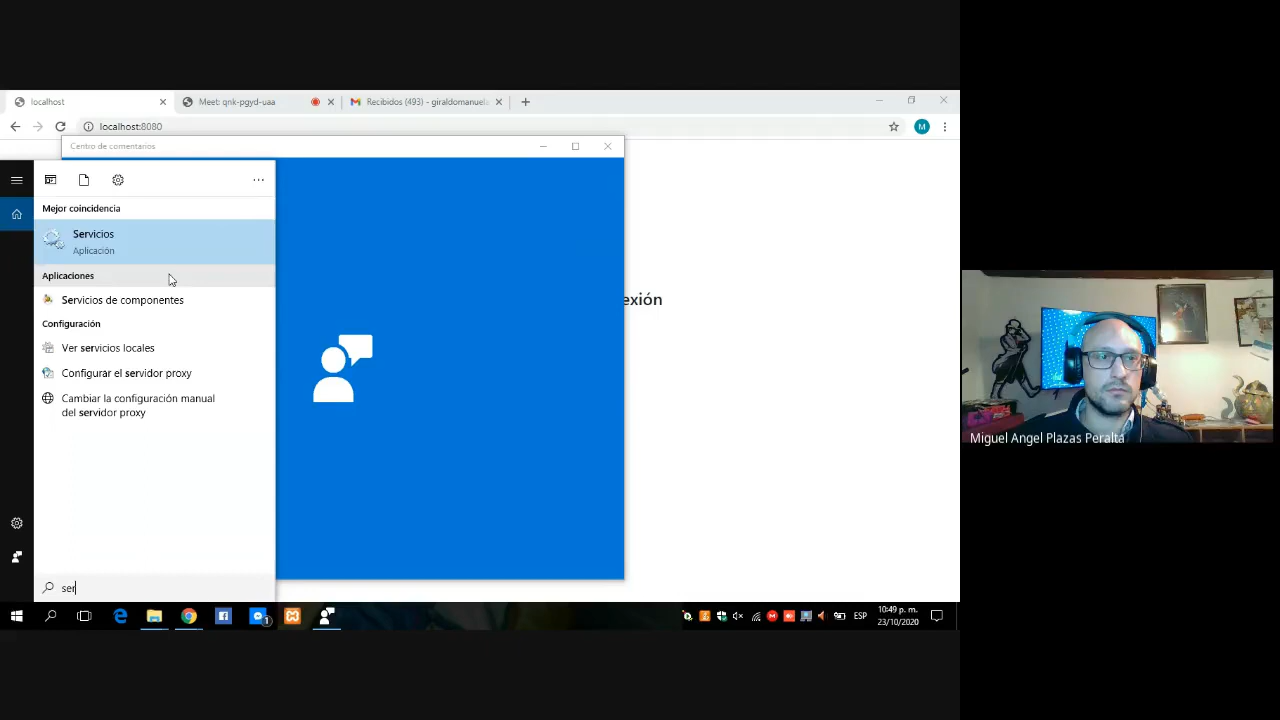 localhost
Meet: qnk-pgyd-uaa
Recibidos (493) - giraldomanuela
localhost:8080
M
Centro de comentarios
Mejor coincidencia
Servicios
Aplicación
Aplicaciones
Servicios de componentes
Configuración
Ver servicios locales
Configurar el servidor proxy
Cambiar la configuración manual
del servidor proxy
exión
ser
1
ESP
10:49 p. m.
23/10/2020
Miguel Angel Plazas Peralta